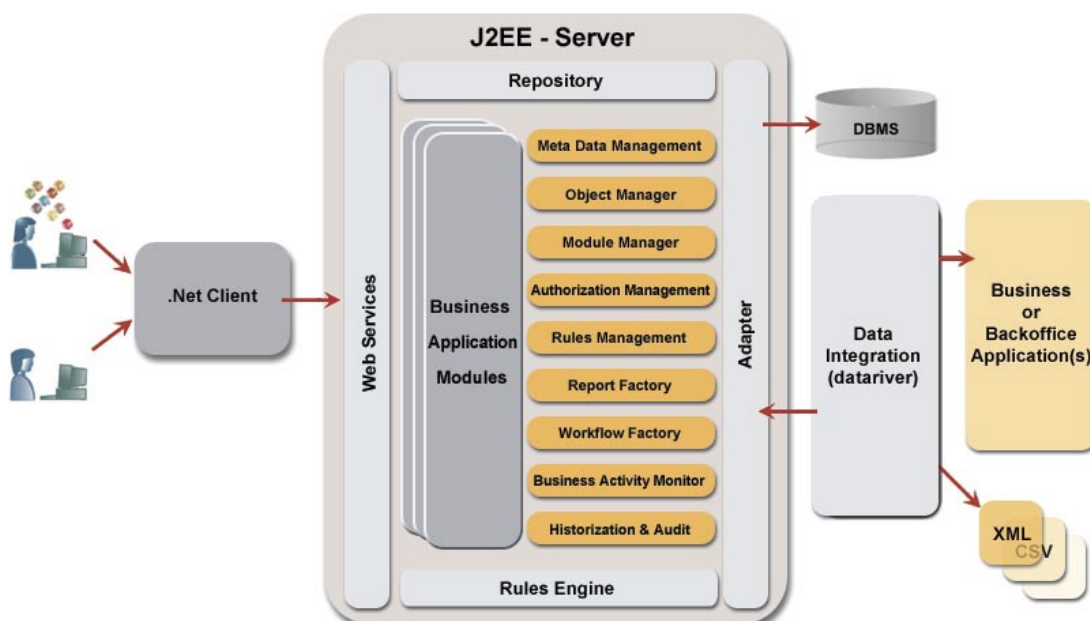 J2EE - Server
Repository
Web Services
Business
Application
Modules
Meta Data Management
Object Manager
Module Manager
Authorization Management
Rules Management
Report Factory
Workflow Factory
Business Activity Monitor
Historization & Audit
Rules Engine
Adapter
.Net Client
DBMS
Data
Integration
(datariver)
Business
or
Backoffice
Application(s)
XML
CSV